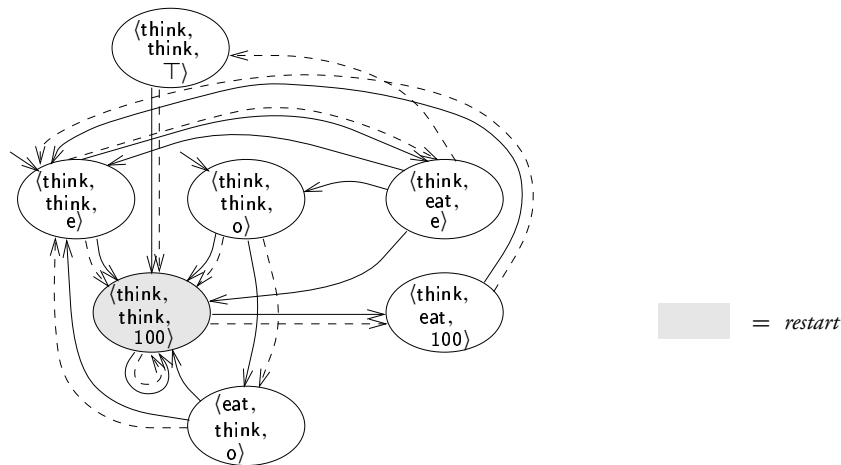 ⟨think,
think,
⊤⟩
⟨think,
think,
e⟩
⟨think,
think,
o⟩
⟨think,
eat,
e⟩
⟨think,
think,
100⟩
⟨think,
eat,
100⟩
= restart
⟨eat,
think,
o⟩